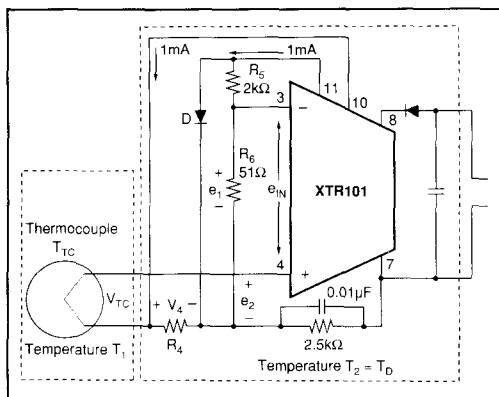 1mA
1mA
R5
2kΩ
11
10
3
−
8
D
R6
+
51Ω
e1
−
eIN
XTR101
Thermocouple
TTC
4
+
7
VTC
+ V4 −
+
e2
−
0.01µF
R4
2.5kΩ
Temperature T1
Temperature T2 = TD